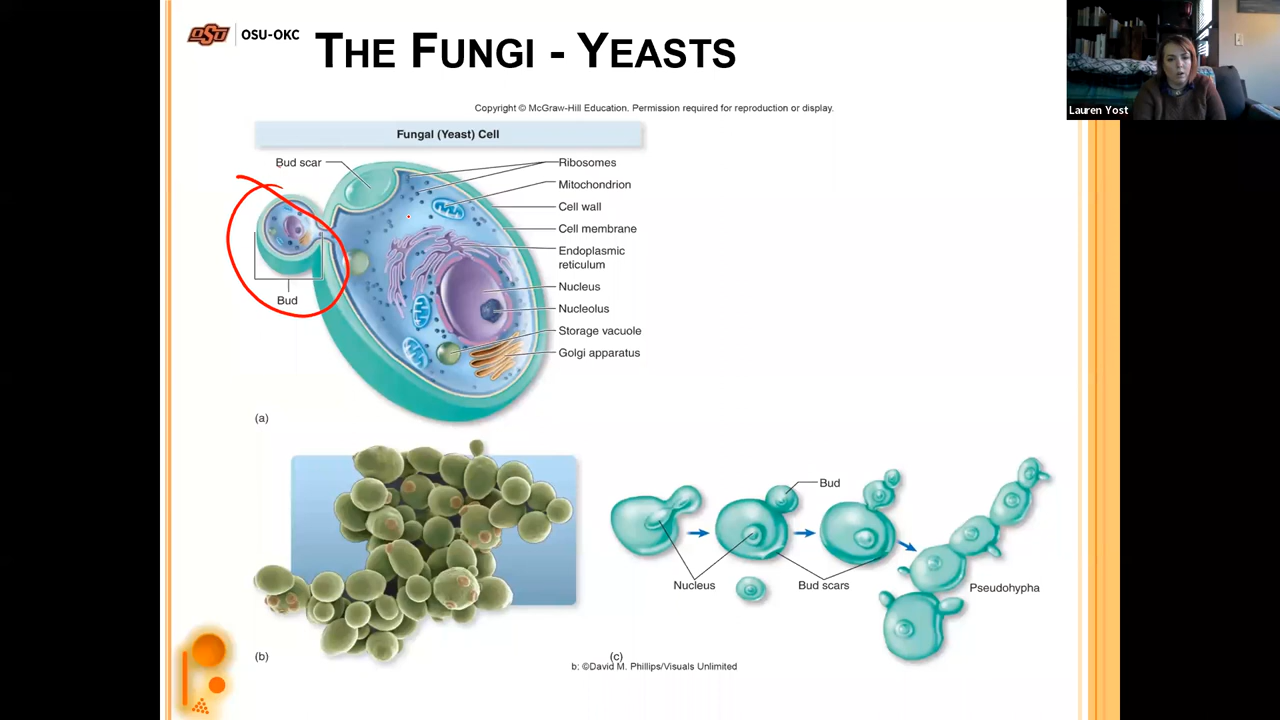 OSU
OSU-OKC
THE FUNGI - YEASTS
Lauren Yost
Copyright © McGraw-Hill Education. Permission required for reproduction or display.
Fungal (Yeast) Cell
Bud scar
Ribosomes
Mitochondrion
Cell wall
Cell membrane
Endoplasmic
reticulum
Nucleus
Nucleolus
Storage vacuole
Golgi apparatus
Bud
(a)
Bud
Nucleus
Bud scars
Pseudohypha
(b)
(c)
b: ©David M. Phillips/Visuals Unlimited